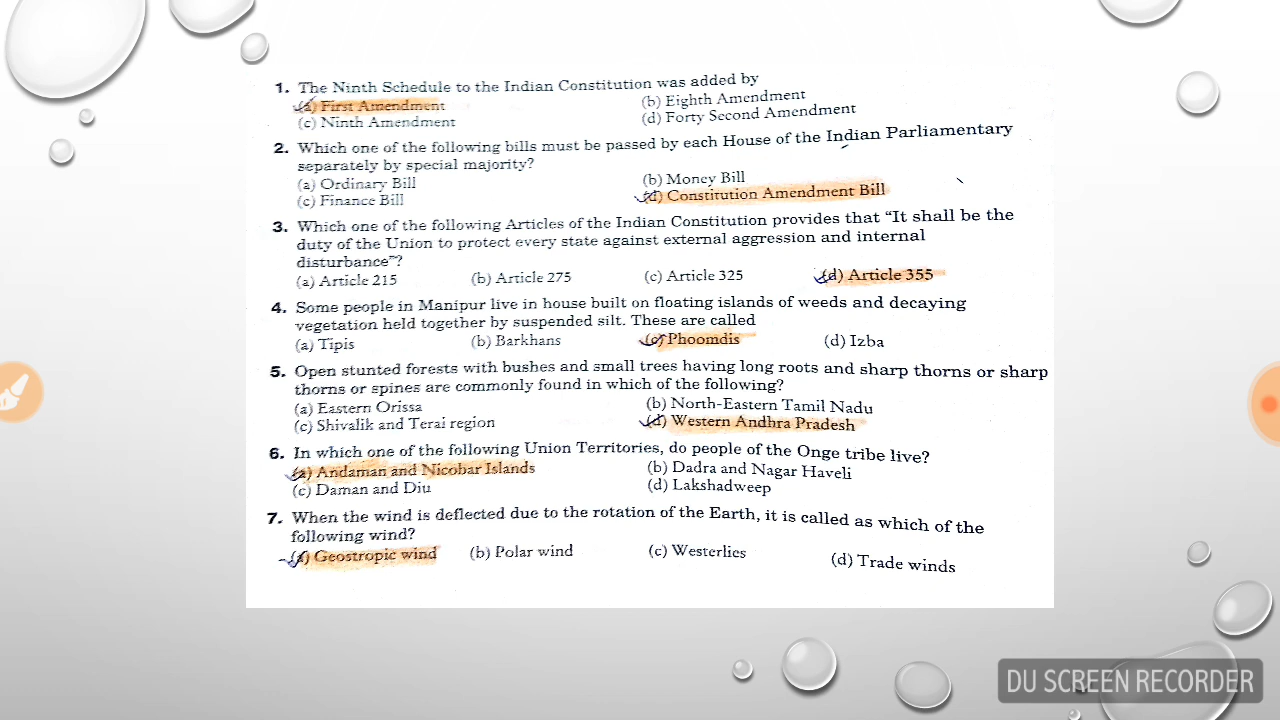 1. The Ninth Schedule to the Indian Constitution was added by
(a) First Amendment (b) Eighth Amendment
(c) Ninth Amendment (d) Forty Second Amendment
2. Which one of the following bills must be passed by each House of the Indian Parliamentary
separately by special majority?
(a) Ordinary Bill (b) Money Bill
(c) Finance Bill (d) Constitution Amendment Bill
3. Which one of the following Articles of the Indian Constitution provides that “It shall be the
duty of the Union to protect every state against external aggression and internal
disturbance”?
(a) Article 215 (b) Article 275 (c) Article 325 (d) Article 355
4. Some people in Manipur live in house built on floating islands of weeds and decaying
vegetation held together by suspended silt. These are called
(a) Tipis (b) Barkhans (c) Phoomdis (d) Izba
5. Open stunted forests with bushes and small trees having long roots and sharp thorns or sharp
thorns or spines are commonly found in which of the following?
(a) Eastern Orissa (b) North-Eastern Tamil Nadu
(c) Shivalik and Terai region (d) Western Andhra Pradesh
6. In which one of the following Union Territories, do people of the Onge tribe live?
(a) Andaman and Nicobar Islands (b) Dadra and Nagar Haveli
(c) Daman and Diu (d) Lakshadweep
7. When the wind is deflected due to the rotation of the Earth, it is called as which of the
following wind?
(a) Geostropic wind (b) Polar wind (c) Westerlies (d) Trade winds
DU SCREEN RECORDER